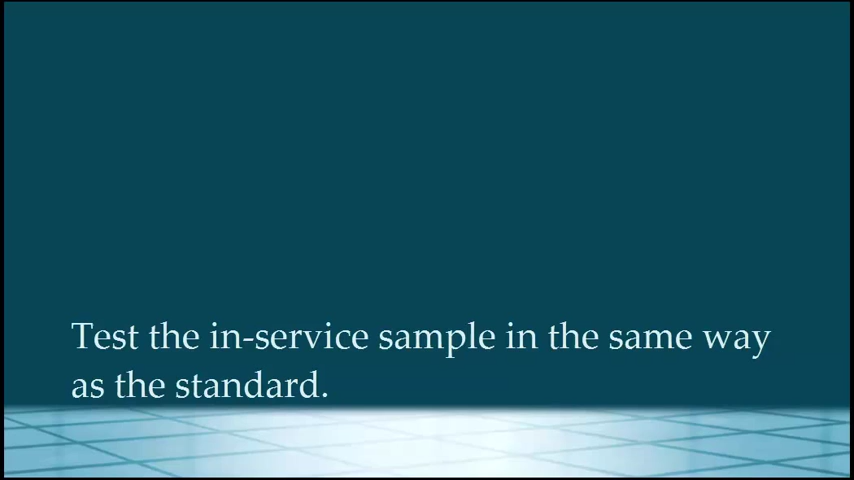 Test the in-service sample in the same way
as the standard.